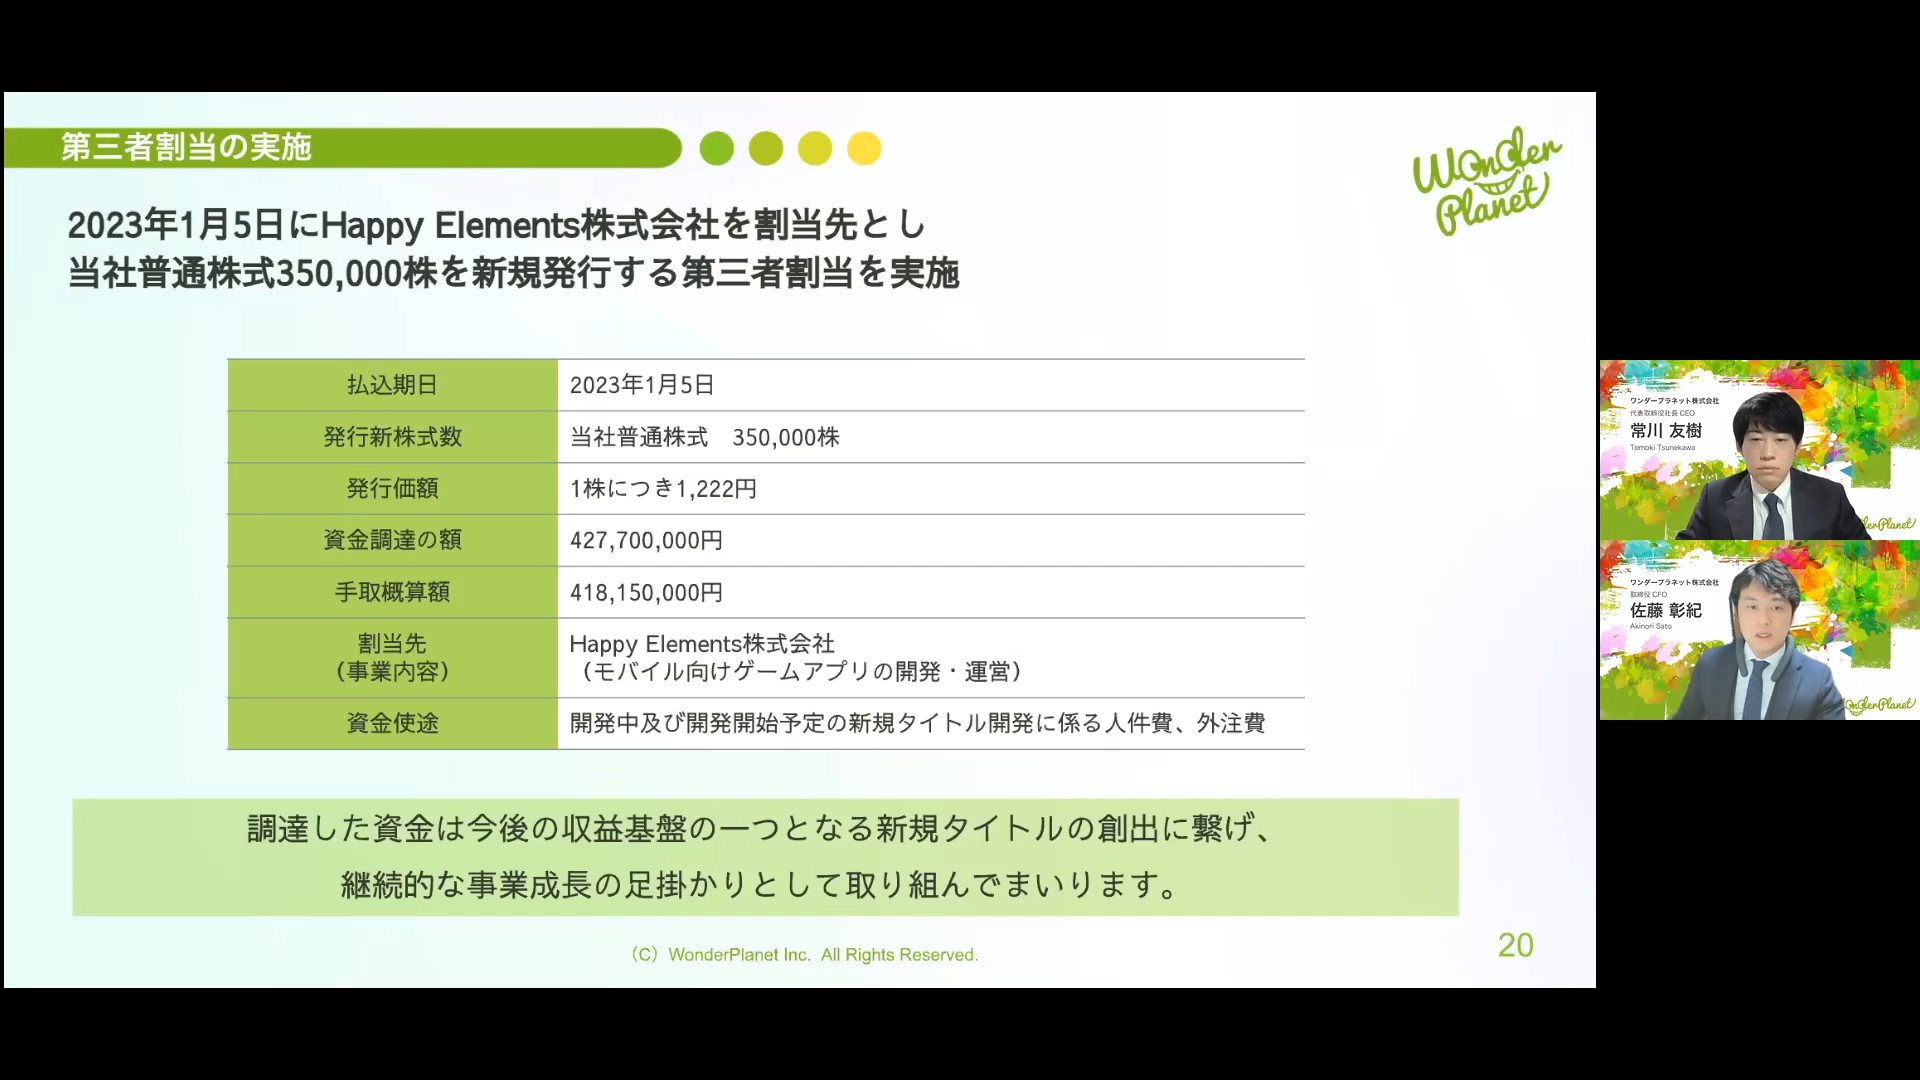 第三者割当の実施
Wonder
Planet
2023年1月5日にHappy Elements株式会社を割当先とし
当社普通株式350,000株を新規発行する第三者割当を実施
払込期日 2023年1月5日
発行新株式数 当社普通株式　350,000株
発行価額 1株につき1,222円
資金調達の額 427,700,000円
手取概算額 418,150,000円
割当先 Happy Elements株式会社
（事業内容） （モバイル向けゲームアプリの開発・運営）
資金使途 開発中及び開発開始予定の新規タイトル開発に係る人件費、外注費
調達した資金は今後の収益基盤の一つとなる新規タイトルの創出に繋げ、
継続的な事業成長の足掛かりとして取り組んでまいります。
（C）WonderPlanet Inc. All Rights Reserved.
20
ワンダープラネット株式会社
代表取締役社長 CEO
常川 友樹
Tomoki Tsunekawa
derPlanet
ワンダープラネット株式会社
取締役 CFO
佐藤 彰紀
Akinori Sato
WonderPlanet